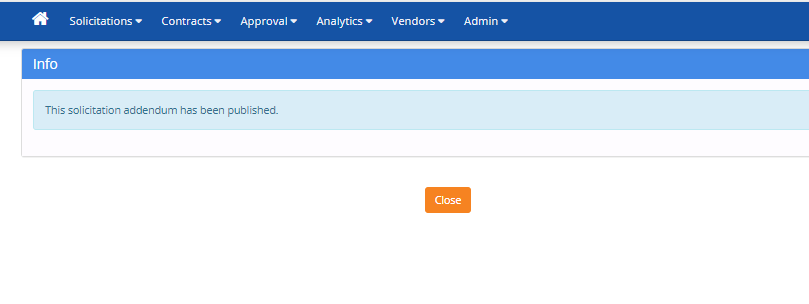 Solicitations Contracts Approval Analytics Vendors Admin
Info
This solicitation addendum has been published.
Close